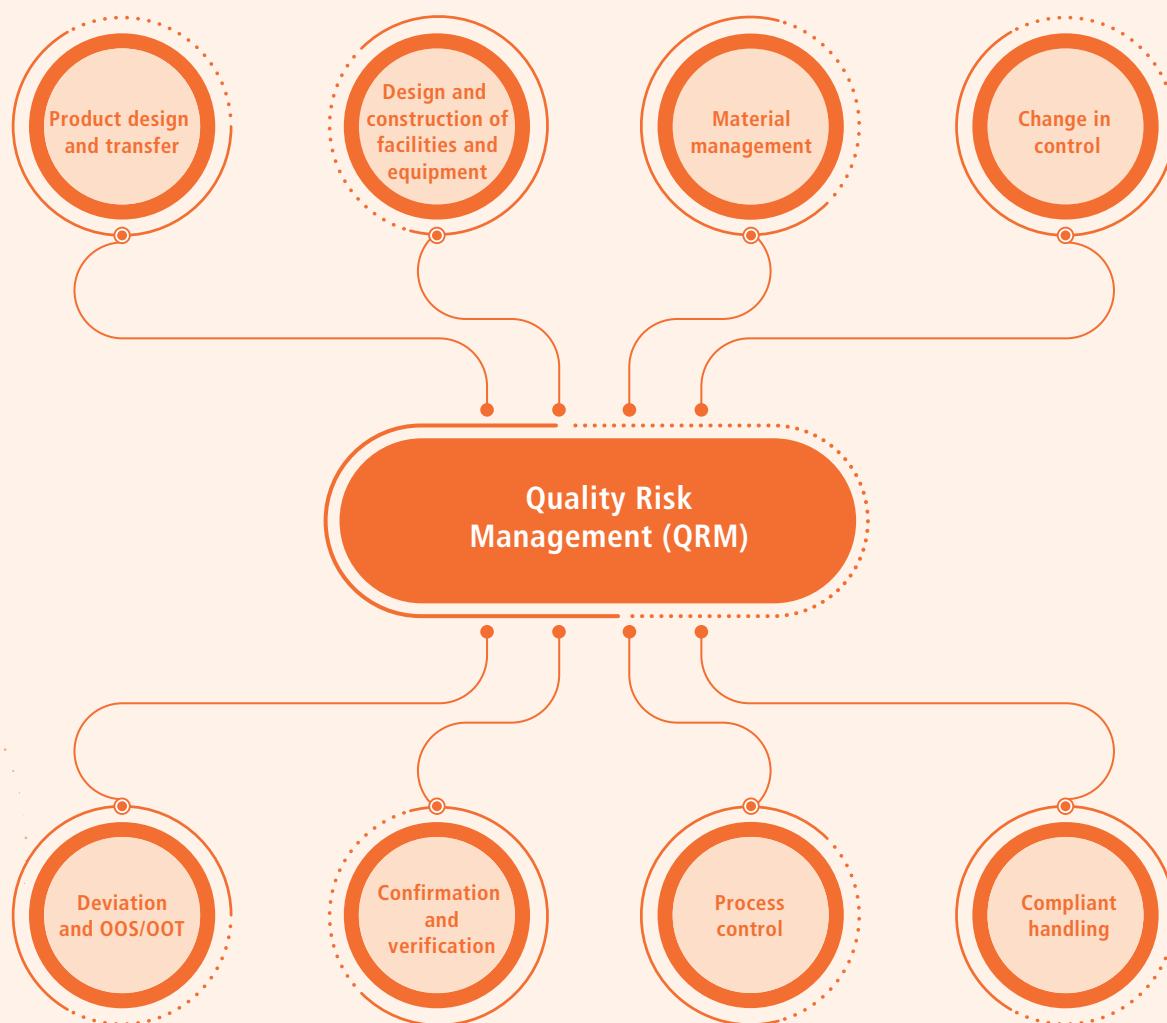 Product design
and transfer
Design and
construction of
facilities and
equipment
Material
management
Change in
control
Quality Risk
Management (QRM)
Deviation
and OOS/OOT
Confirmation
and
verification
Process
control
Compliant
handling